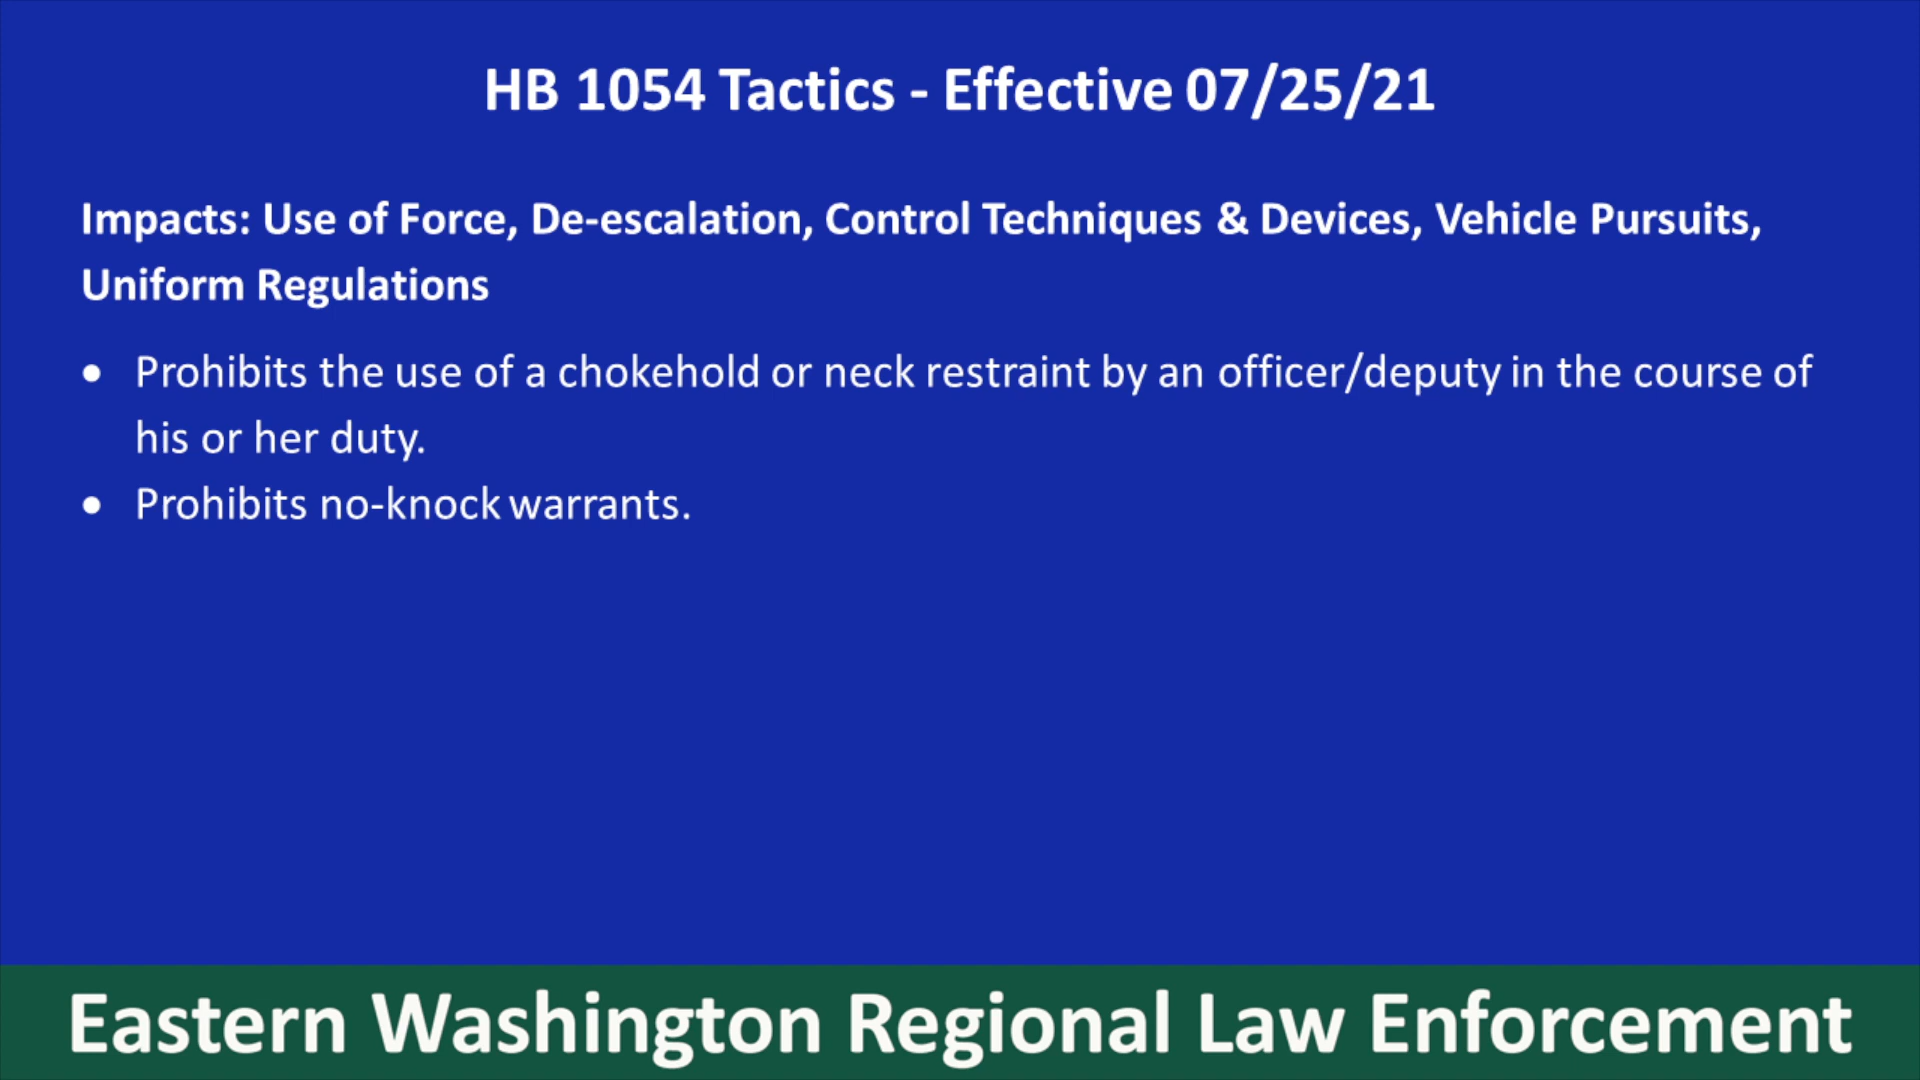 HB 1054 Tactics - Effective 07/25/21
Impacts: Use of Force, De-escalation, Control Techniques & Devices, Vehicle Pursuits,
Uniform Regulations
• Prohibits the use of a chokehold or neck restraint by an officer/deputy in the course of
his or her duty.
• Prohibits no-knock warrants.
Eastern Washington Regional Law Enforcement